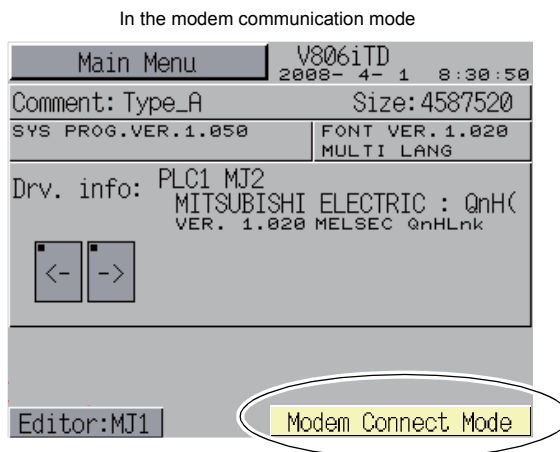 In the modem communication mode
Main Menu
V806iTD
2008- 4- 1 8:30:50
Comment: Type_A
Size:4587520
SYS PROG.VER.1.050
FONT VER.1.020
MULTI LANG
Drv. info:
PLC1 MJ2
MITSUBISHI ELECTRIC : QnH(
VER. 1.020 MELSEC QnHLnk
<- ->
Editor:MJ1
Modem Connect Mode